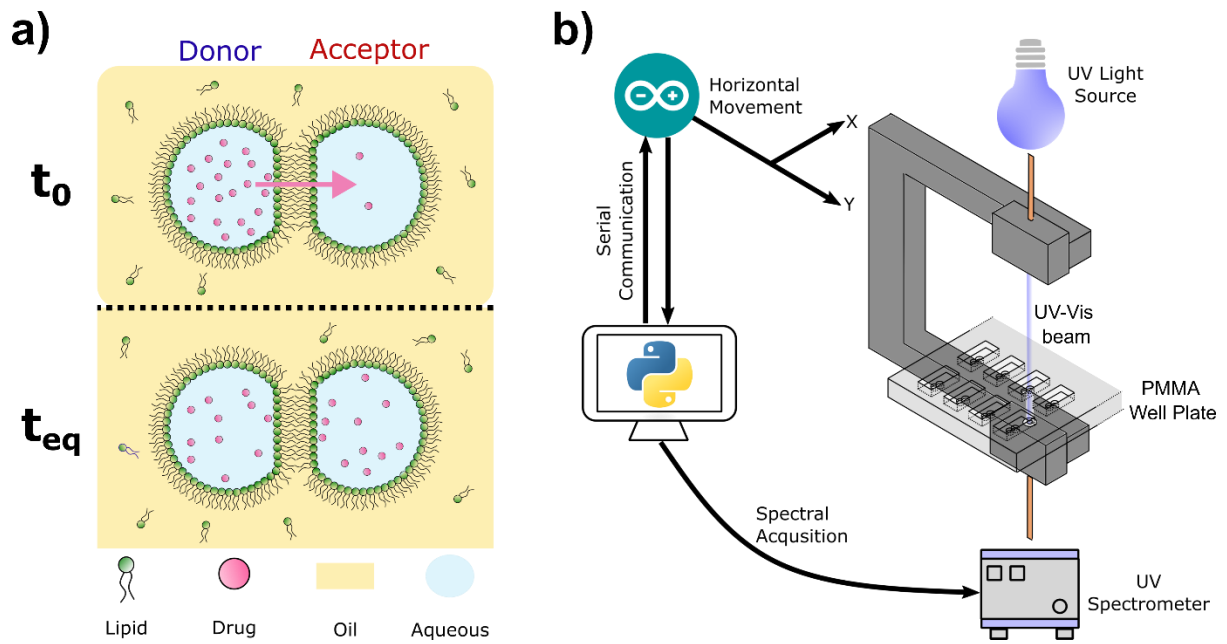 a)
Donor
Acceptor
t0
teq
Lipid
Drug
Oil
Aqueous
b)
Horizontal
Movement
UV Light
Source
X
Y
Serial
Communication
UV-Vis
beam
PMMA
Well Plate
Spectral
Acqusition
UV
Spectrometer